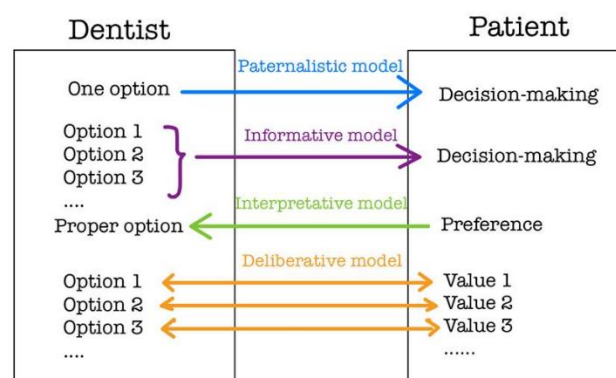 Dentist
Patient
Paternalistic model
One option
Decision-making
Option 1
Option 2
Option 3
....
Informative model
Decision-making
Interpretative model
Proper option
Preference
Deliberative model
Option 1
Value 1
Option 2
Value 2
Option 3
Value 3
....
......